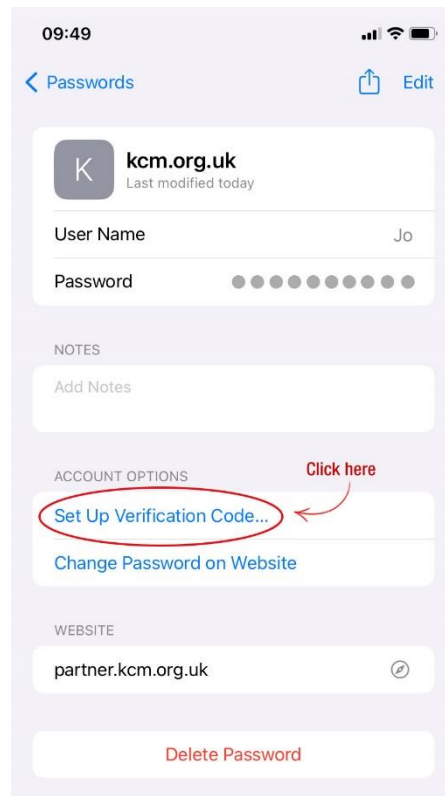 09:49
Passwords
Edit
K
kcm.org.uk
Last modified today
User Name
Jo
Password
NOTES
Add Notes
ACCOUNT OPTIONS
Click here
Set Up Verification Code...
Change Password on Website
WEBSITE
partner.kcm.org.uk
Delete Password